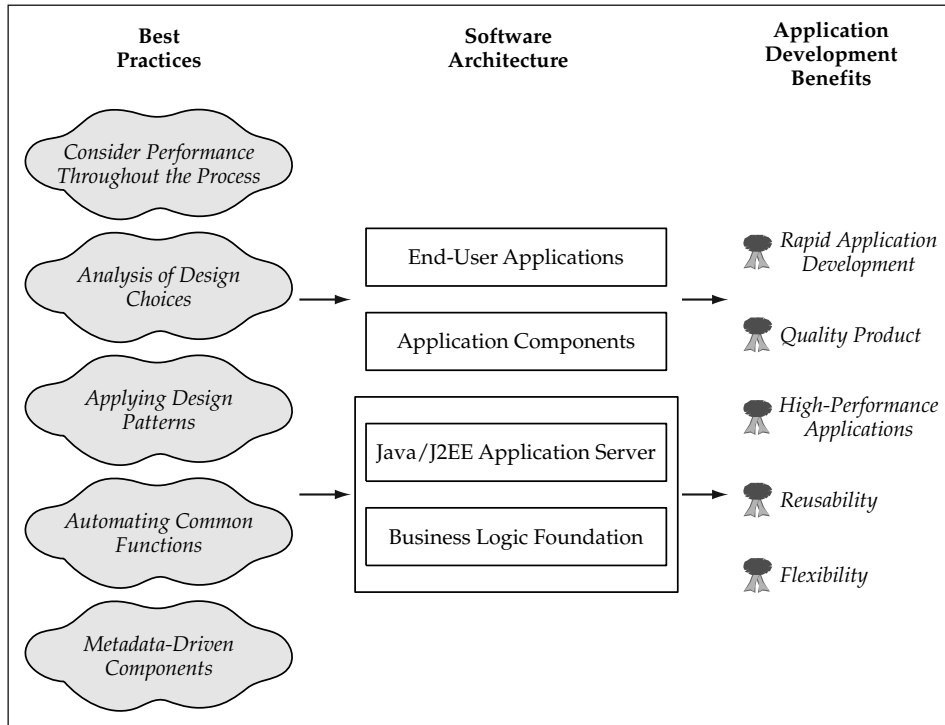 Best
Practices
Software
Architecture
Application
Development
Benefits
Consider Performance
Throughout the Process
Analysis of Design
Choices
Applying Design
Patterns
Automating Common
Functions
Metadata-Driven
Components
End-User Applications
Application Components
Java/J2EE Application Server
Business Logic Foundation
Rapid Application
Development
Quality Product
High-Performance
Applications
Reusability
Flexibility